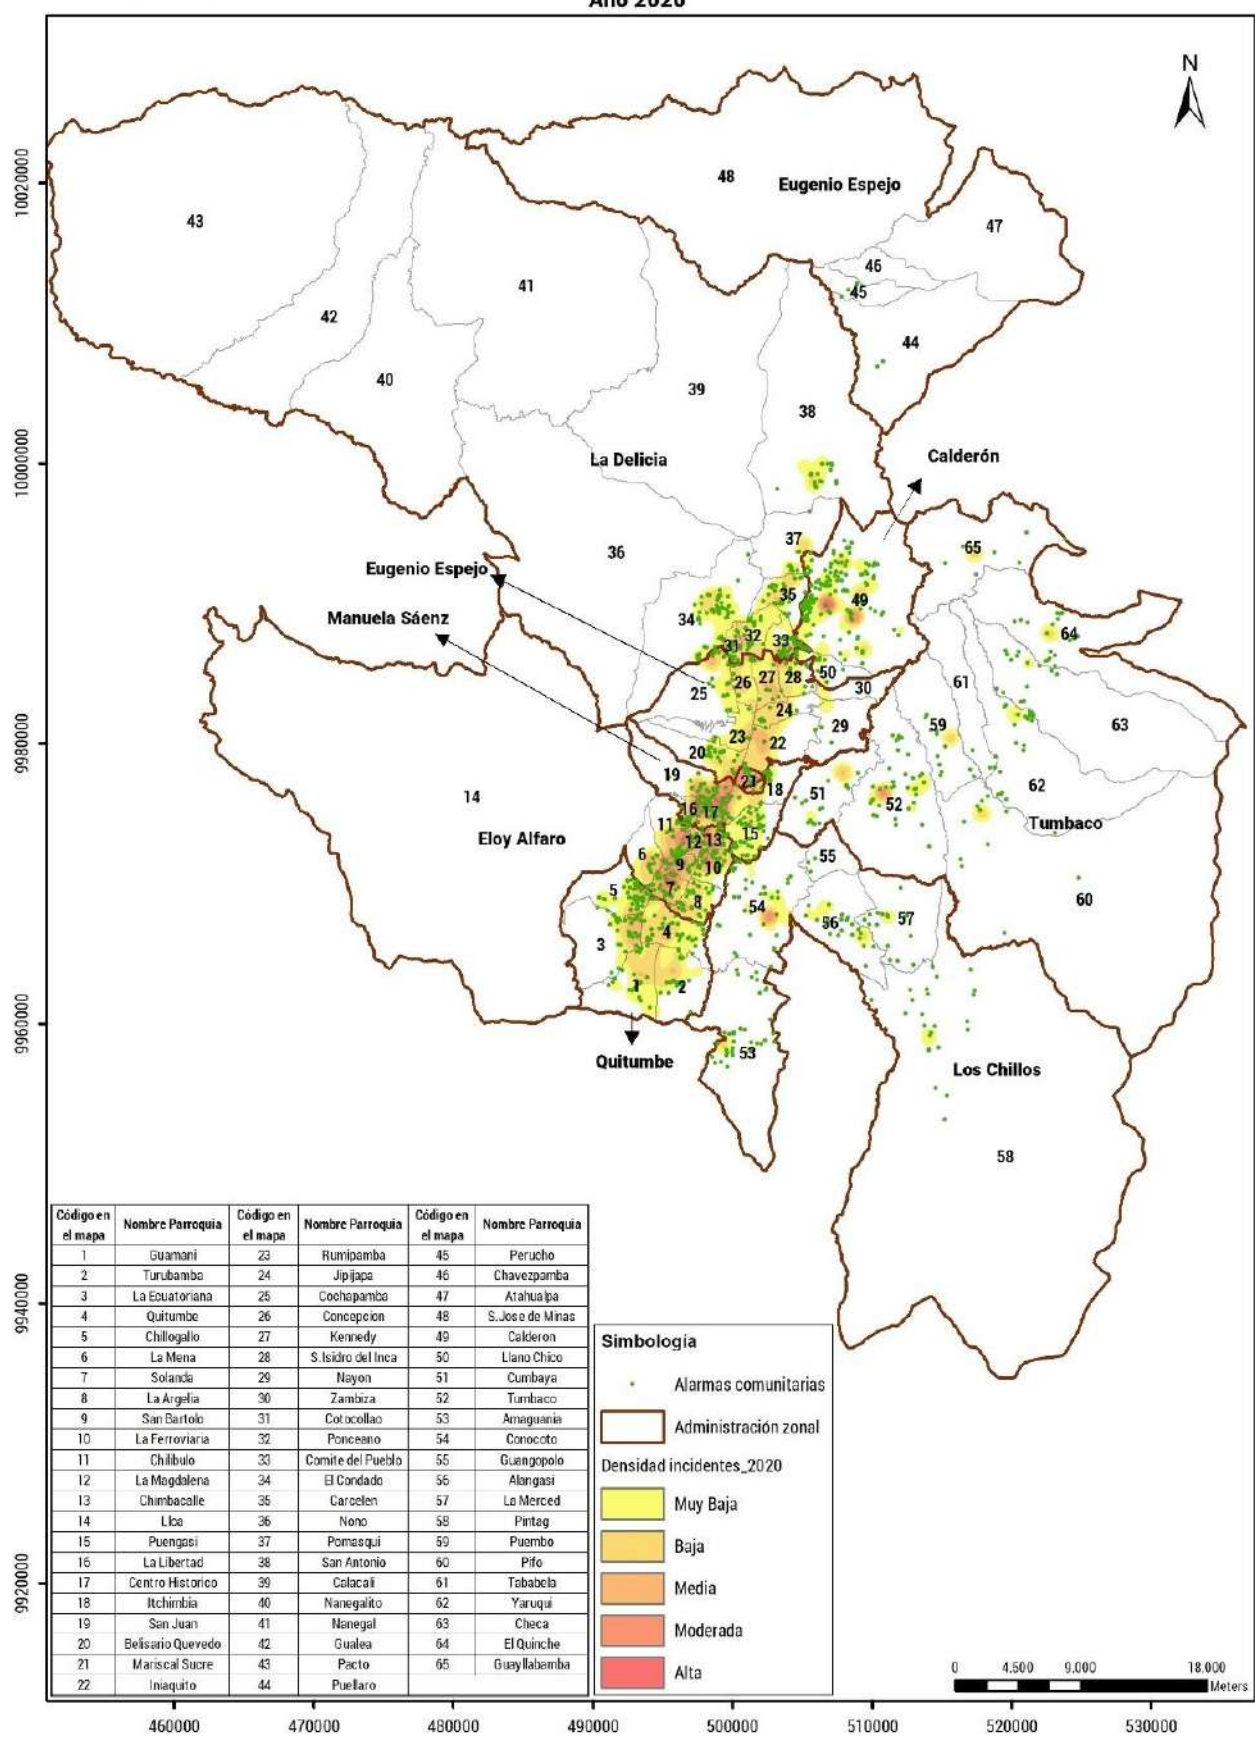 Año 2020
N
48
Eugenio Espejo
47
43
46
41
45
42
44
40
39
38
La Delicia
Calderón
37
65
36
Eugenio Espejo
35
49
Manuela Sáenz
34
32
64
31
33
26
27
28
50
61
25
30
24
63
23
22
29
59
20
19
21
18
51
62
14
16
17
52
11
15
Tumbaco
Eloy Alfaro
12
13
6
9
10
55
7
5
8
54
60
56
57
4
3
1
2
Quitumbe
53
Los Chillos
58
10020000
10000000
9980000
9960000
9940000
9920000
Código en el mapa Nombre Parroquia Código en el mapa Nombre Parroquia Código en el mapa Nombre Parroquia
1 Guamani 23 Rumipamba 45 Perucho
2 Turubamba 24 Jipijapa 46 Chavezpamba
3 La Ecuatoriana 25 Cochapamba 47 Atahualpa
4 Quitumbe 26 Concepcion 48 S.Jose de Minas
5 Chillogallo 27 Kennedy 49 Calderon
6 La Mena 28 S.Isidro del Inca 50 Llano Chico
7 Solanda 29 Nayon 51 Cumbaya
8 La Argelia 30 Zambiza 52 Tumbaco
9 San Bartolo 31 Cotocollao 53 Amaguania
10 La Ferroviaria 32 Ponceano 54 Conocoto
11 Chilibulo 33 Comite del Pueblo 55 Guangopolo
12 La Magdalena 34 El Condado 56 Alangasi
13 Chimbacalle 35 Carcelen 57 La Merced
14 Lloa 36 Nono 58 Pintag
15 Puengasi 37 Pomasqui 59 Puembo
16 La Libertad 38 San Antonio 60 Pifo
17 Centro Historico 39 Calacali 61 Tababela
18 Itchimbia 40 Nanegalito 62 Yaruqui
19 San Juan 41 Nanegal 63 Checa
20 Belisario Quevedo 42 Gualea 64 El Quinche
21 Mariscal Sucre 43 Pacto 65 Guayllabamba
22 Iniaquito 44 Puellaro
Simbología
Alarmas comunitarias
Administración zonal
Densidad incidentes_2020
Muy Baja
Baja
Media
Moderada
Alta
0 4.500 9.000 18.000
Meters
460000 470000 480000 490000 500000 510000 520000 530000